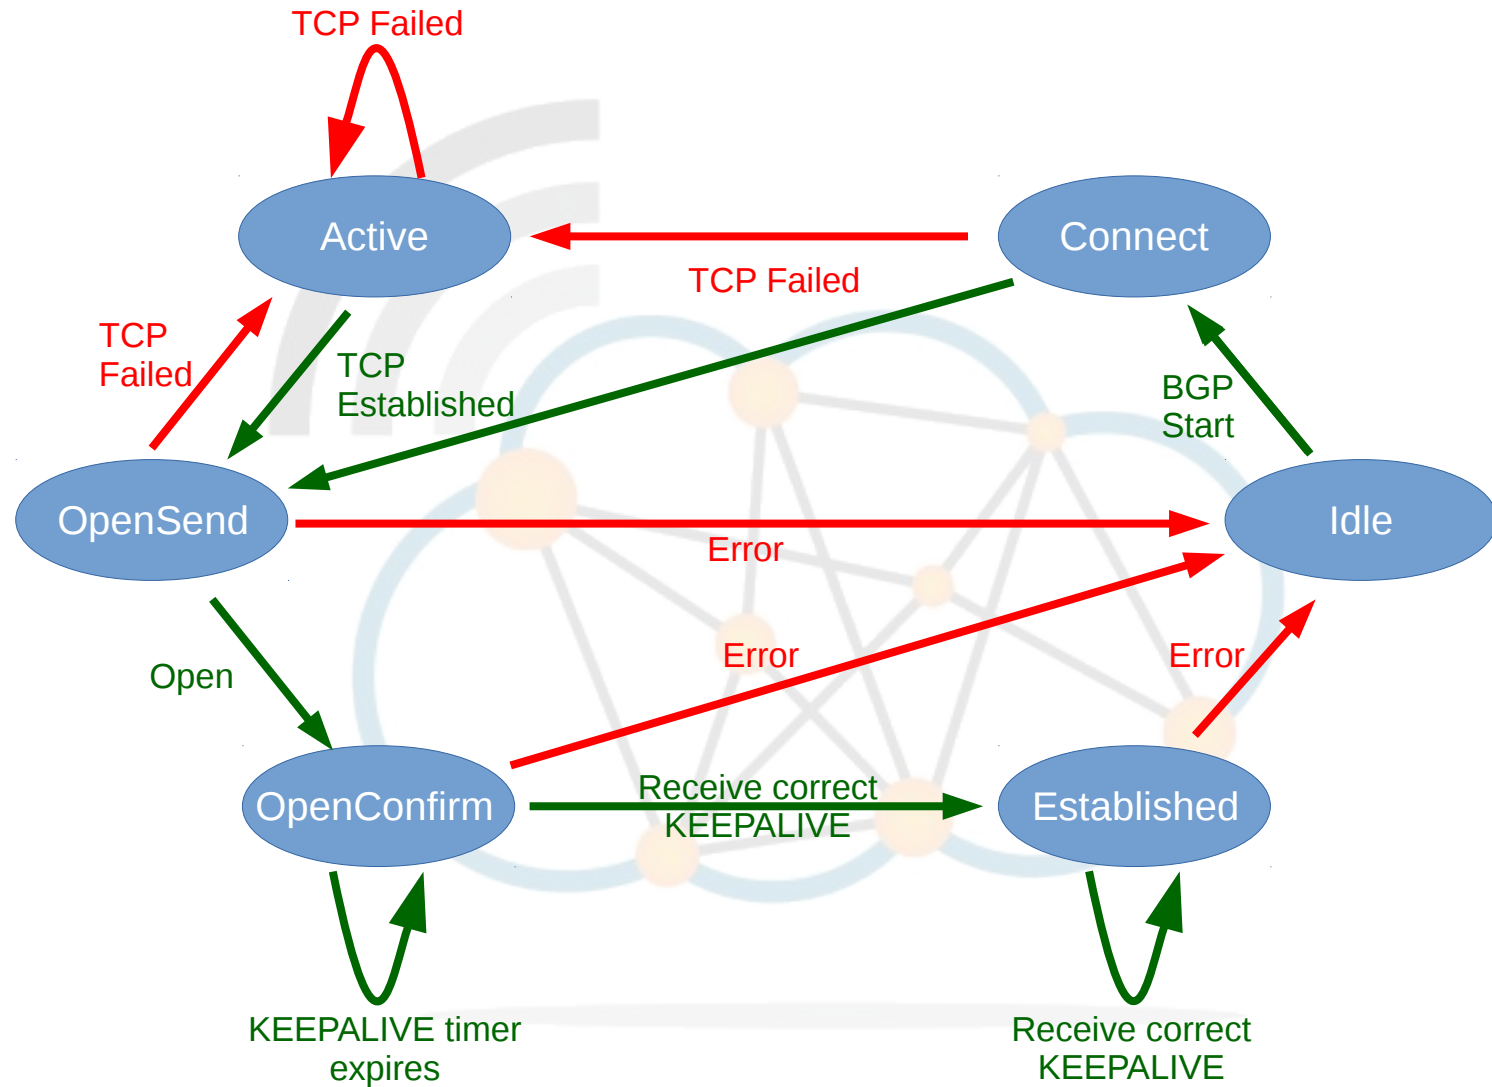 TCP Failed
Active
Connect
TCP Failed
TCP
Failed
TCP
Established
BGP
Start
OpenSend
Idle
Error
Error
Error
Open
Receive correct
KEEPALIVE
OpenConfirm
Established
KEEPALIVE timer
expires
Receive correct
KEEPALIVE